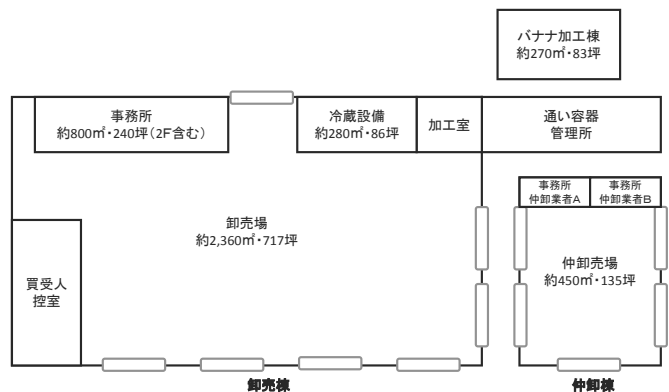 バナナ加工棟
約270㎡・83坪
事務所
約800㎡・240坪（2F含む）
冷蔵設備
約280㎡・86坪
加工室
通い容器
管理所
事務所
仲卸業者A
事務所
仲卸業者B
卸売場
約2,360㎡・717坪
仲卸売場
約450㎡・135坪
買受人
控室
卸売棟
仲卸棟